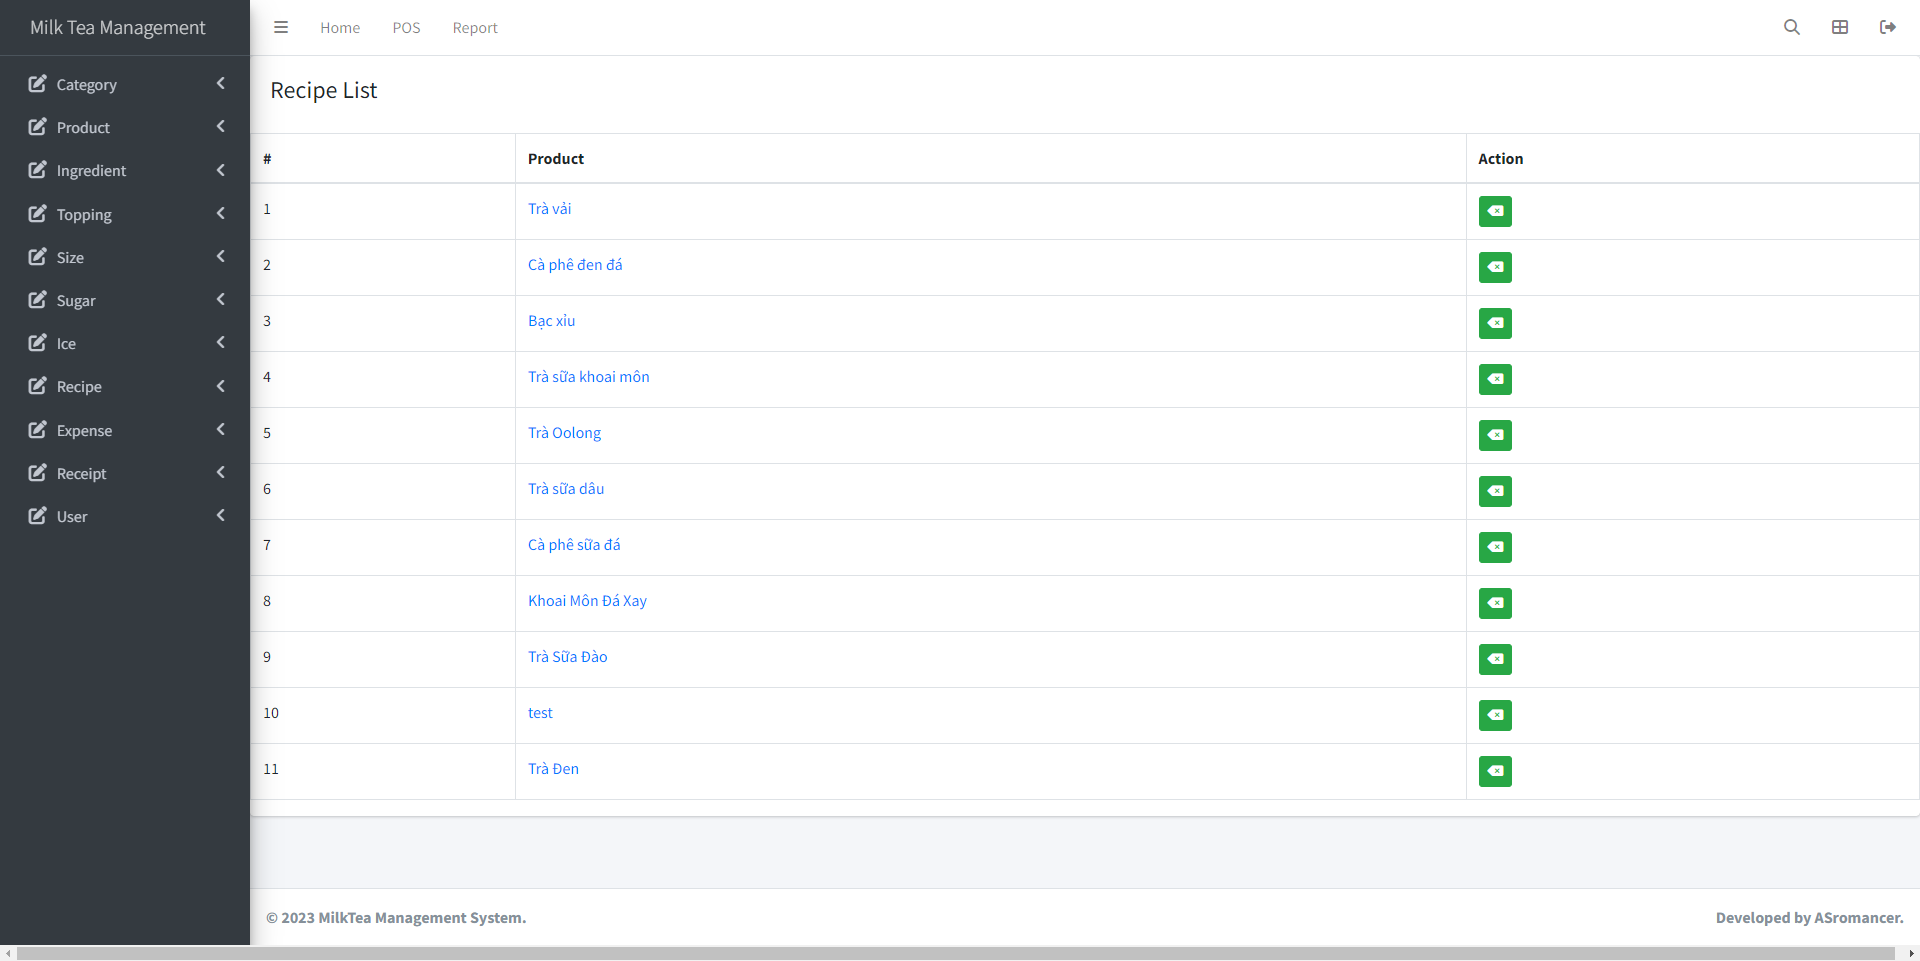 Milk Tea Management
Home POS Report
Category
Product
Ingredient
Topping
Size
Sugar
Ice
Recipe
Expense
Receipt
User
Recipe List
# Product Action
1 Trà vải
2 Cà phê đen đá
3 Bạc xỉu
4 Trà sữa khoai môn
5 Trà Oolong
6 Trà sữa dâu
7 Cà phê sữa đá
8 Khoai Môn Đá Xay
9 Trà Sữa Đào
10 test
11 Trà Đen
© 2023 MilkTea Management System. Developed by ASromancer.